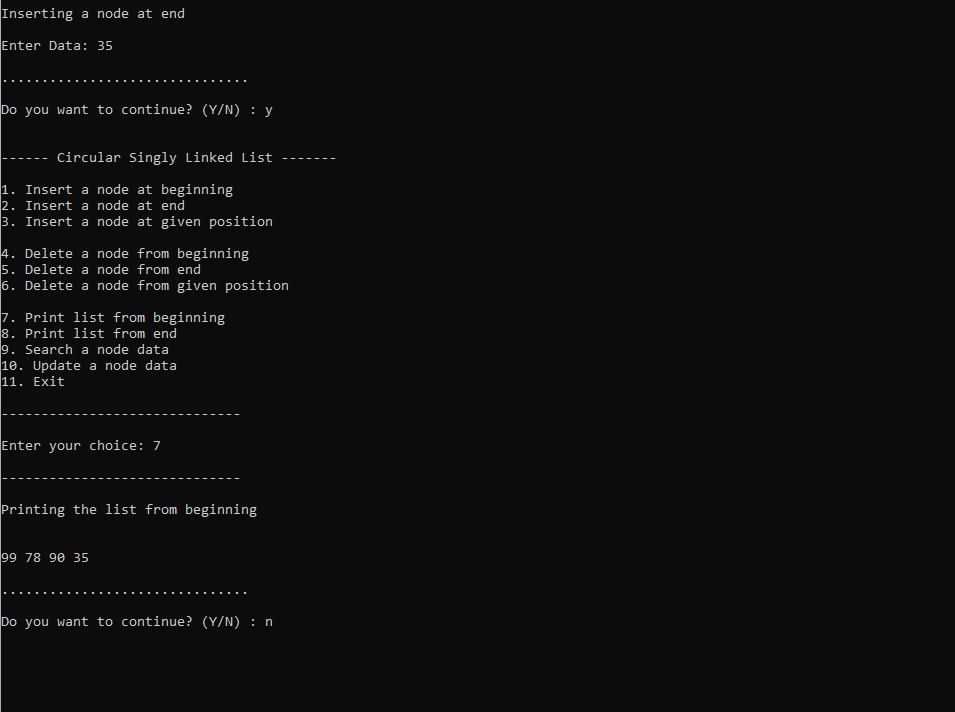 Inserting a node at end
Enter Data: 35
...............................
Do you want to continue? (Y/N) : y
------ Circular Singly Linked List -------
1. Insert a node at beginning
2. Insert a node at end
3. Insert a node at given position
4. Delete a node from beginning
5. Delete a node from end
6. Delete a node from given position
7. Print list from beginning
8. Print list from end
9. Search a node data
10. Update a node data
11. Exit
------------------------------
Enter your choice: 7
------------------------------
Printing the list from beginning
99 78 90 35
...............................
Do you want to continue? (Y/N) : n